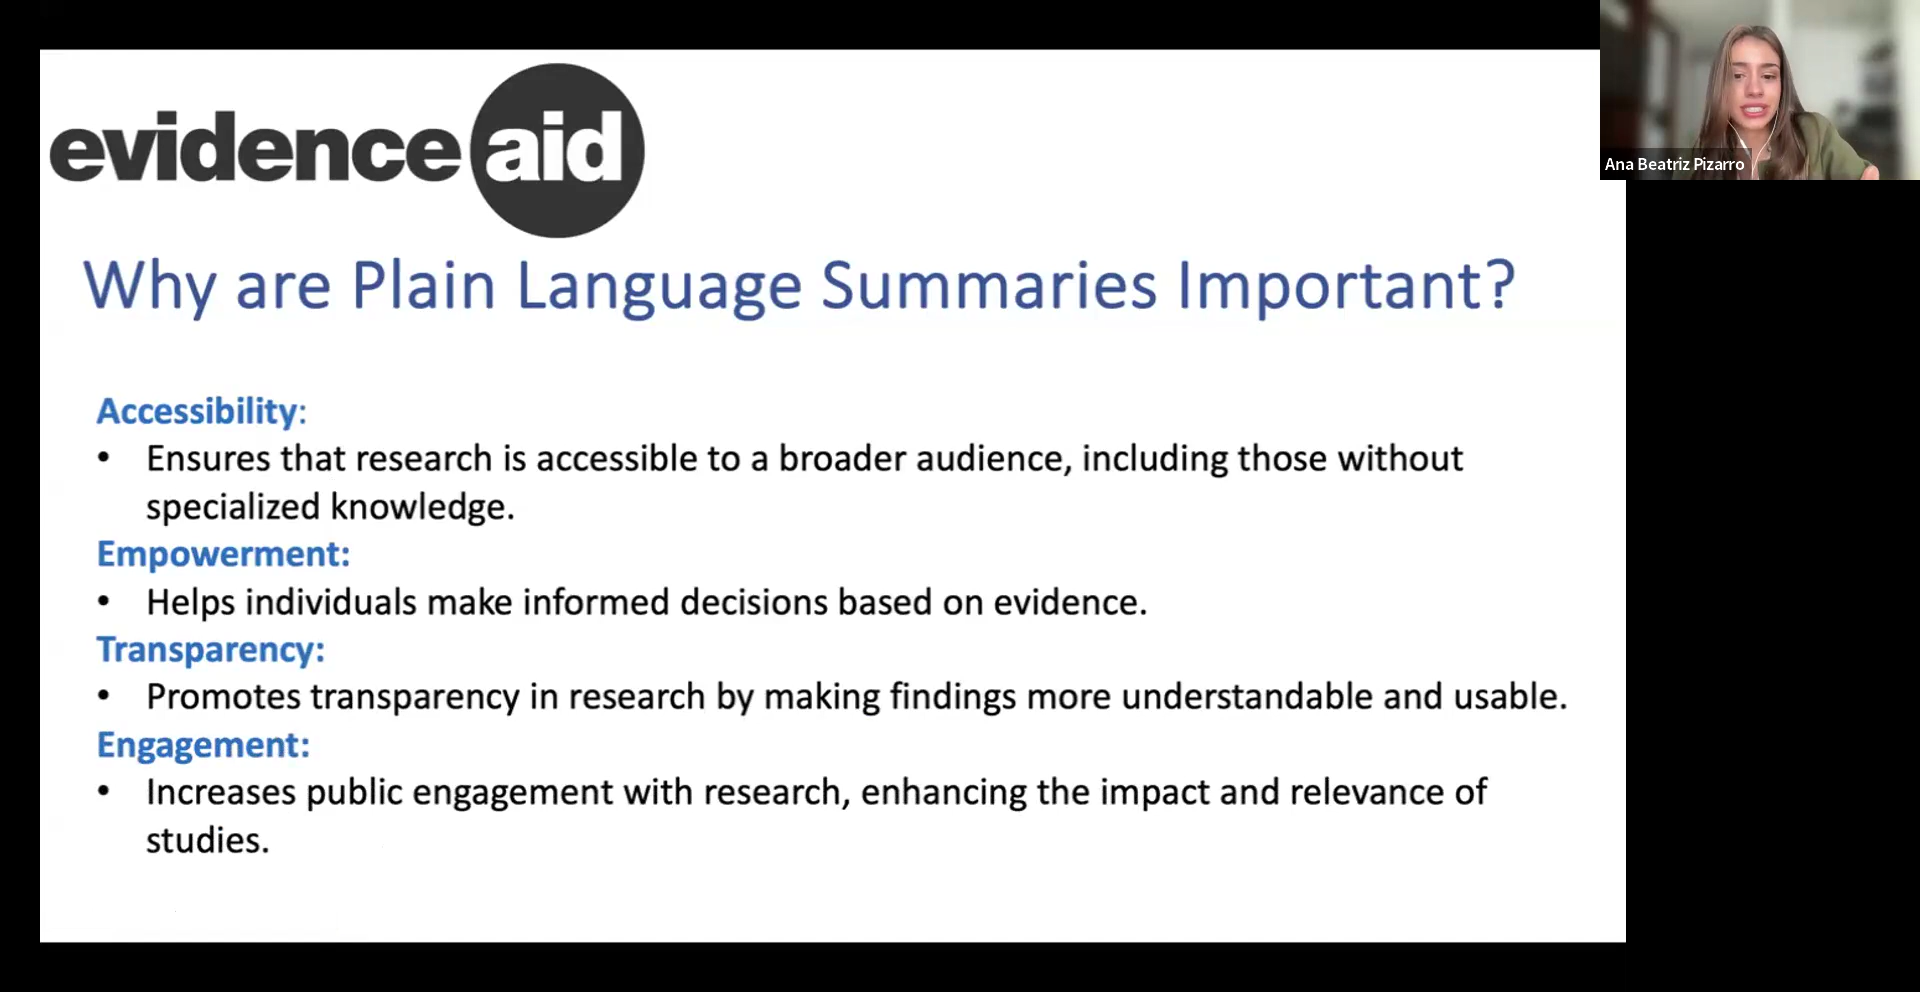 evidence aid
Why are Plain Language Summaries Important?
Accessibility:
• Ensures that research is accessible to a broader audience, including those without
specialized knowledge.
Empowerment:
• Helps individuals make informed decisions based on evidence.
Transparency:
• Promotes transparency in research by making findings more understandable and usable.
Engagement:
• Increases public engagement with research, enhancing the impact and relevance of
studies.
Ana Beatriz Pizarro